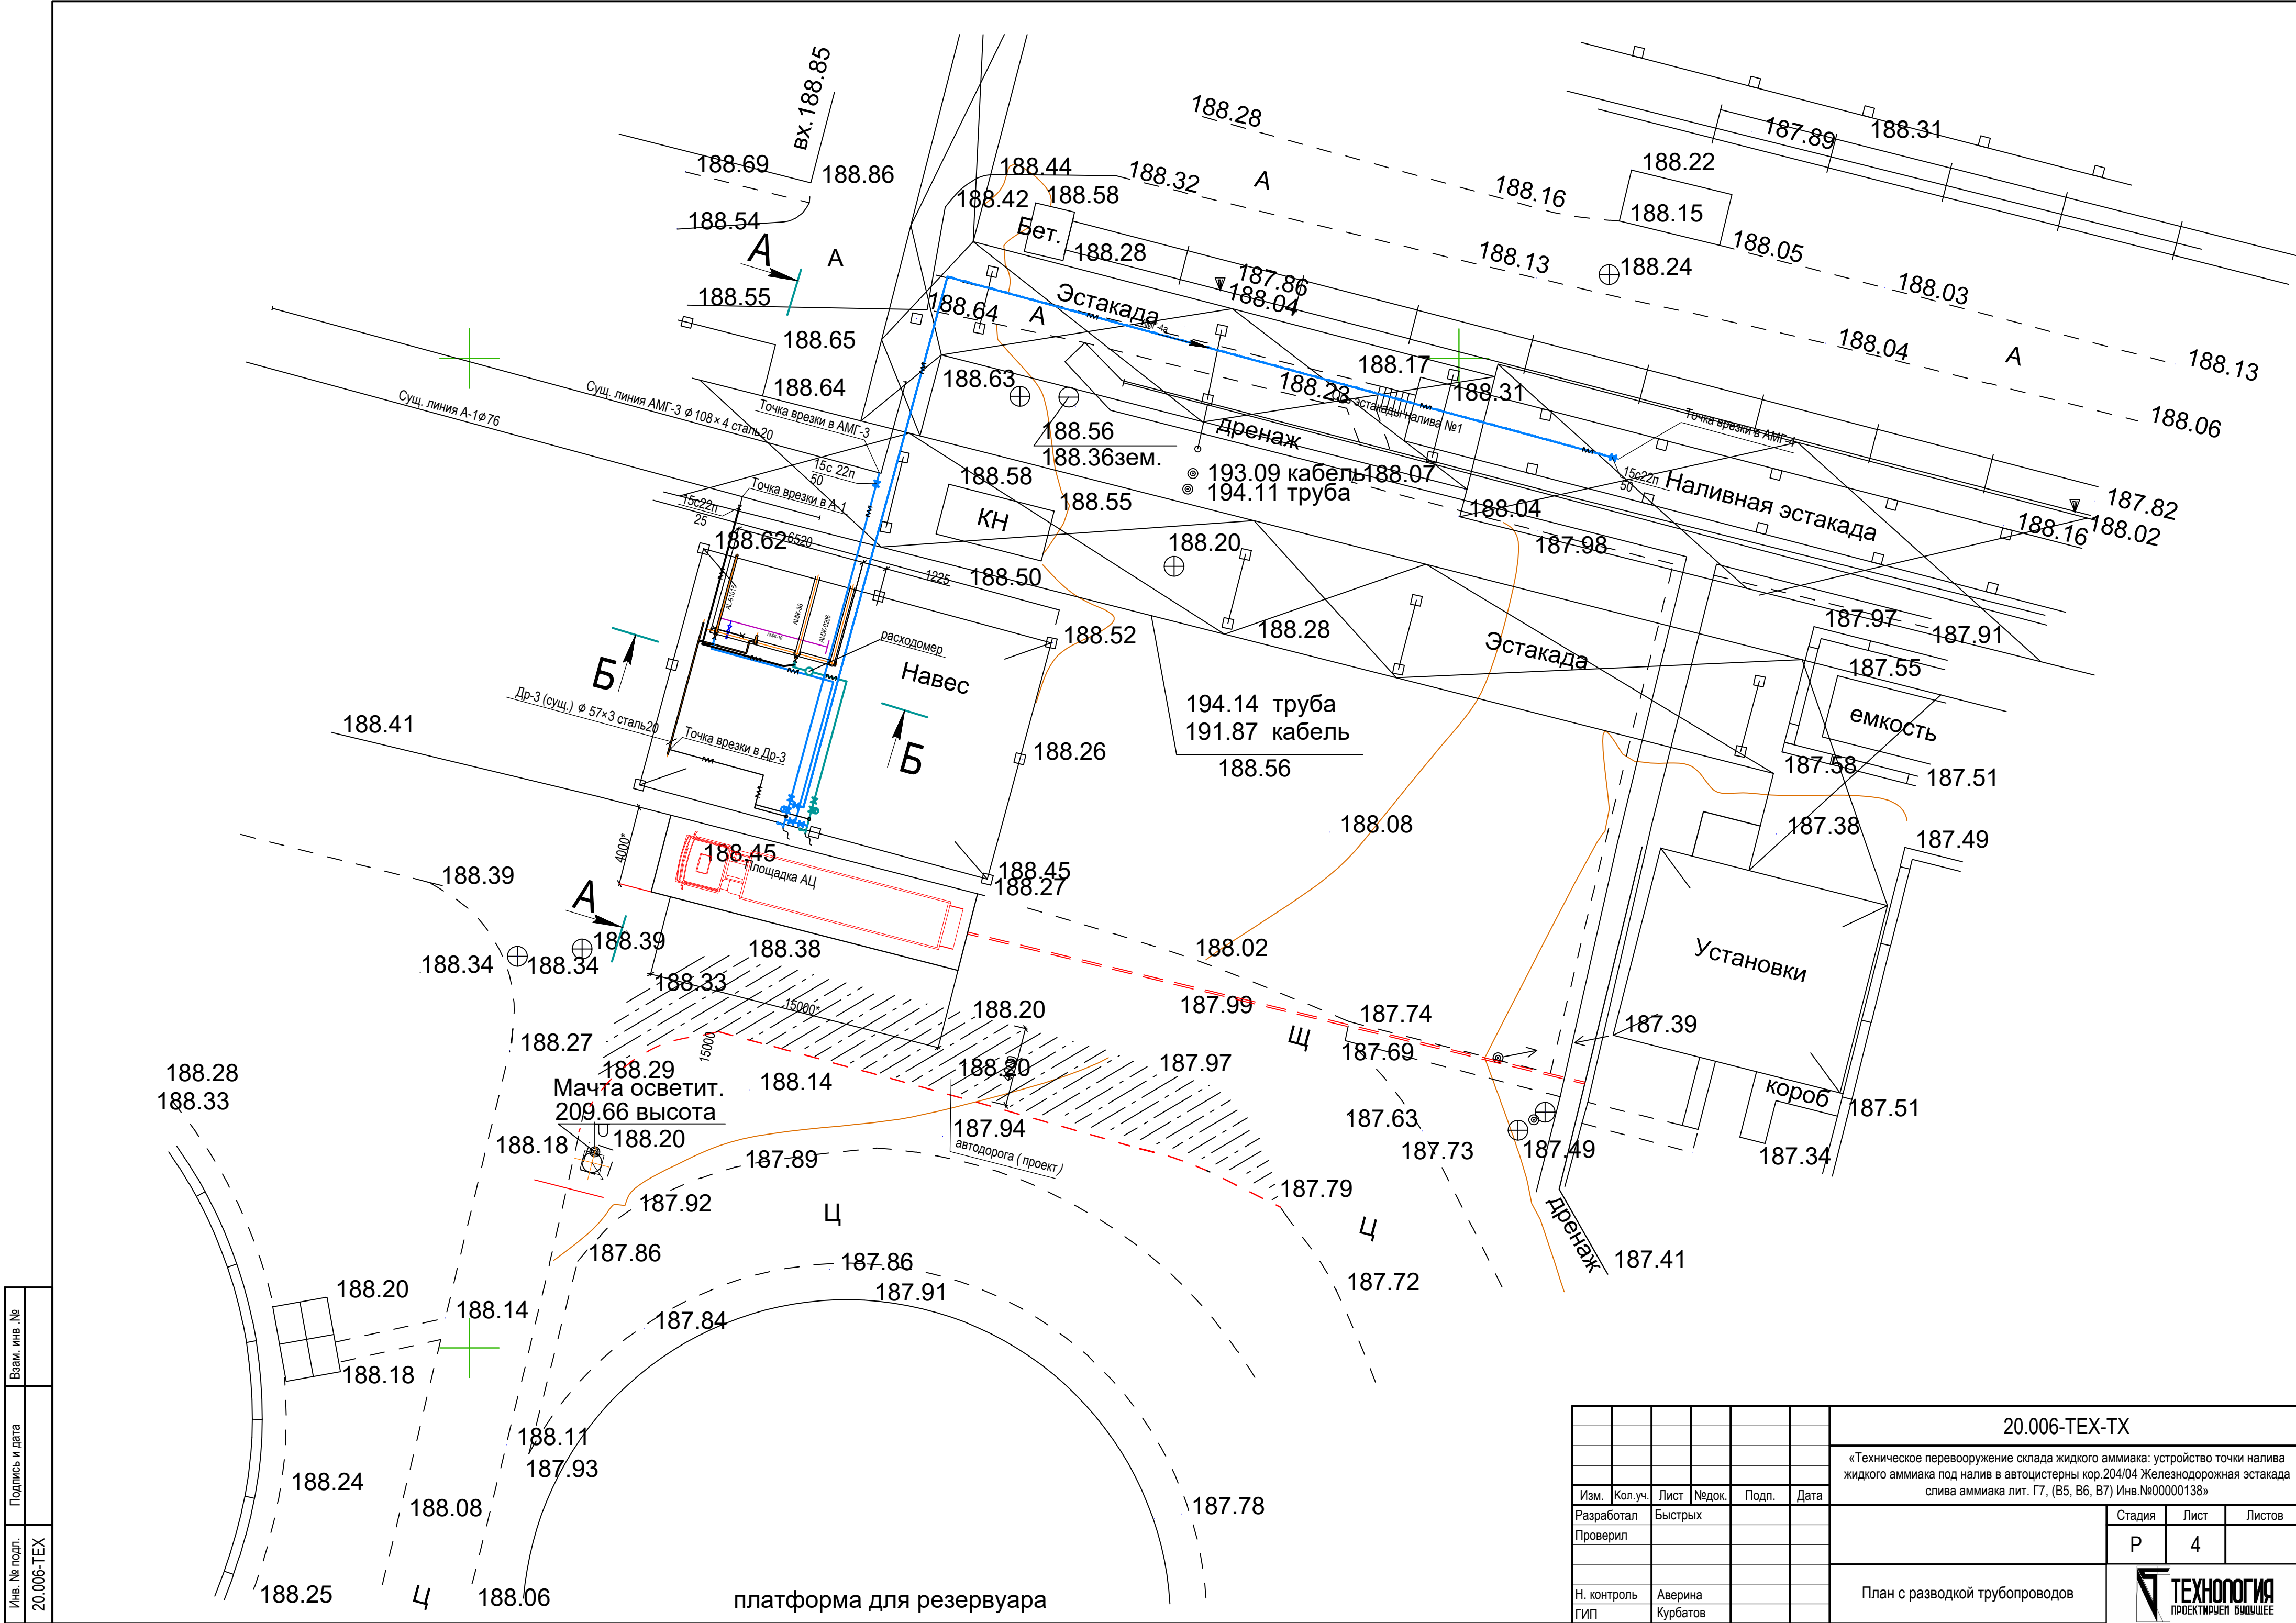 вх.188.85
188.28
187.89
188.31
188.69
188.86
188.44
188.32
А
188.22
188.42
188.58
188.16
188.15
188.54
Бет.
188.05
А
А
188.28
188.13
188.24
187.86
188.04
188.03
188.55
188.64
А
Эстакада
188.65
188.04
А
188.13
188.17
188.64
188.63
188.23
188.31
188.06
Сущ. линия А-1ϕ76
Сущ. линия АМГ-3 ϕ108×4 сталь20
Точка врезки в АМГ-3
эстакады налива №1
Точка врезки в АМГ-4
188.56
188.36зем.
дренаж
15с 22п
50
188.58
193.09 кабель
188.07
194.11 труба
15с22п
50
Наливная эстакада
187.82
Точка врезки в А-1
188.55
15с22п
25
КН
188.04
188.16
188.02
6520
188.62
188.20
187.98
1225
188.50
АМЖ-36
АМЖ-0306
187.97
187.91
188.52
188.28
расходомер
Эстакада
187.55
Б
Навес
194.14 труба
191.87 кабель
188.56
емкость
Др-3 (сущ.) ϕ 57×3 сталь20
188.41
Точка врезки в Др-3
Б
188.26
187.58
187.51
4000*
188.08
187.38
187.49
188.45
Площадка АЦ
188.39
188.45
188.27
А
188.39
188.38
188.02
188.34
188.34
Установки
188.33
15000*
188.20
187.99
187.74
187.39
188.27
15000
Щ
187.69
188.28
188.33
188.29
188.14
188.20
187.97
короб
187.51
Мачта осветит.
209.66 высота
187.94
автодорога ( проект)
187.63
188.18
188.20
187.89
187.73
187.49
187.34
187.79
187.92
Ц
Ц
дренаж
187.86
187.86
187.41
188.20
187.91
187.72
188.14
187.84
188.18
188.11
187.93
188.24
188.08
187.78
188.25
Ц
188.06
платформа для резервуара
Взам. инв .№
Подпись и дата
Инв. № подл.
20.006-ТЕХ
20.006-ТЕХ-ТХ
«Техническое перевооружение склада жидкого аммиака: устройство точки налива
жидкого аммиака под налив в автоцистерны кор.204/04 Железнодорожная эстакада
слива аммиака лит. Г7, (В5, В6, В7) Инв.№00000138»
Изм. Кол.уч. Лист №док. Подп. Дата
Разработал Быстрых
Стадия Лист Листов
Проверил
Р 4
Н. контроль Аверина
План с разводкой трубопроводов
ГИП Курбатов
ТЕХНОЛОГИЯ
ПРОЕКТИРУЕМ БУДУЩЕЕ